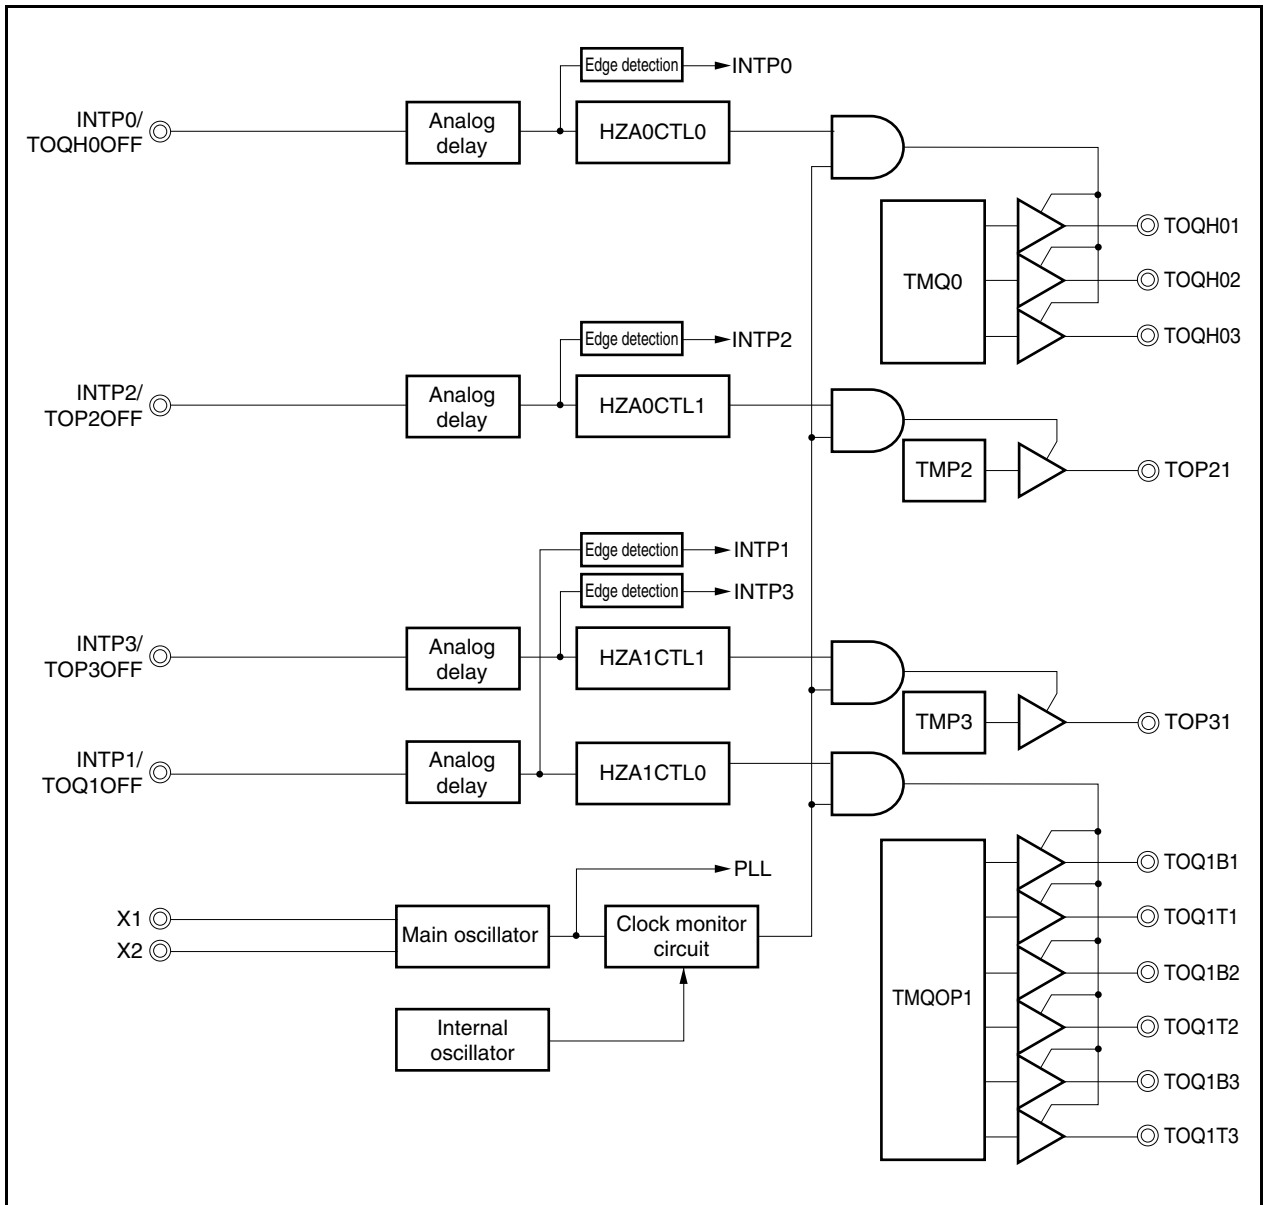 Edge detection
INTP0
INTP0/
TOQH0OFF
Analog
delay
HZA0CTL0
TMQ0
TOQH01
TOQH02
TOQH03
Edge detection
INTP2
INTP2/
TOP2OFF
Analog
delay
HZA0CTL1
TMP2
TOP21
Edge detection
INTP1
Edge detection
INTP3
INTP3/
TOP3OFF
Analog
delay
HZA1CTL1
TMP3
TOP31
INTP1/
TOQ1OFF
Analog
delay
HZA1CTL0
PLL
X1
X2
Main oscillator
Clock monitor
circuit
Internal
oscillator
TMQOP1
TOQ1B1
TOQ1T1
TOQ1B2
TOQ1T2
TOQ1B3
TOQ1T3